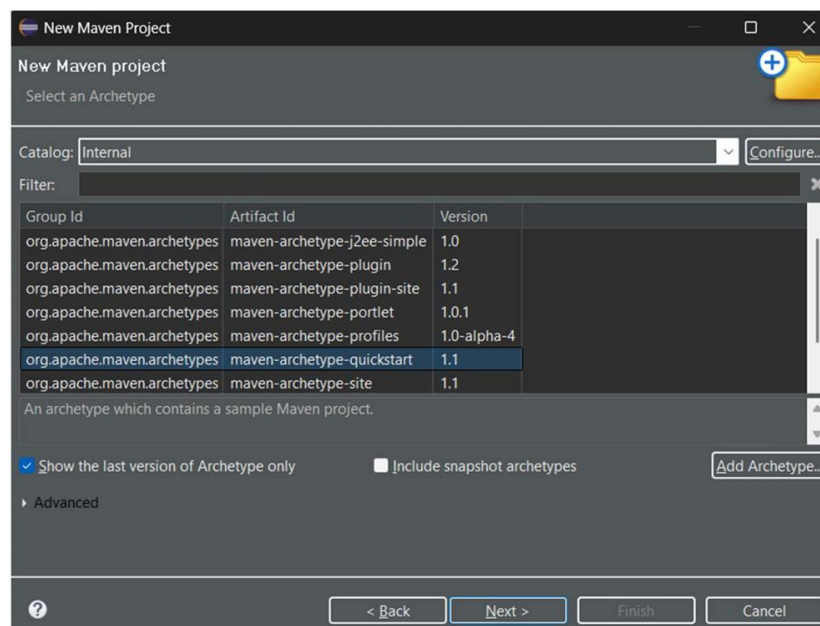 New Maven Project
New Maven project
Select an Archetype
Catalog: Internal Configure..
Filter:
Group Id Artifact Id Version
org.apache.maven.archetypes maven-archetype-j2ee-simple 1.0
org.apache.maven.archetypes maven-archetype-plugin 1.2
org.apache.maven.archetypes maven-archetype-plugin-site 1.1
org.apache.maven.archetypes maven-archetype-portlet 1.0.1
org.apache.maven.archetypes maven-archetype-profiles 1.0-alpha-4
org.apache.maven.archetypes maven-archetype-quickstart 1.1
org.apache.maven.archetypes maven-archetype-site 1.1
An archetype which contains a sample Maven project.
Show the last version of Archetype only Include snapshot archetypes Add Archetype..
Advanced
? < Back Next > Finish Cancel